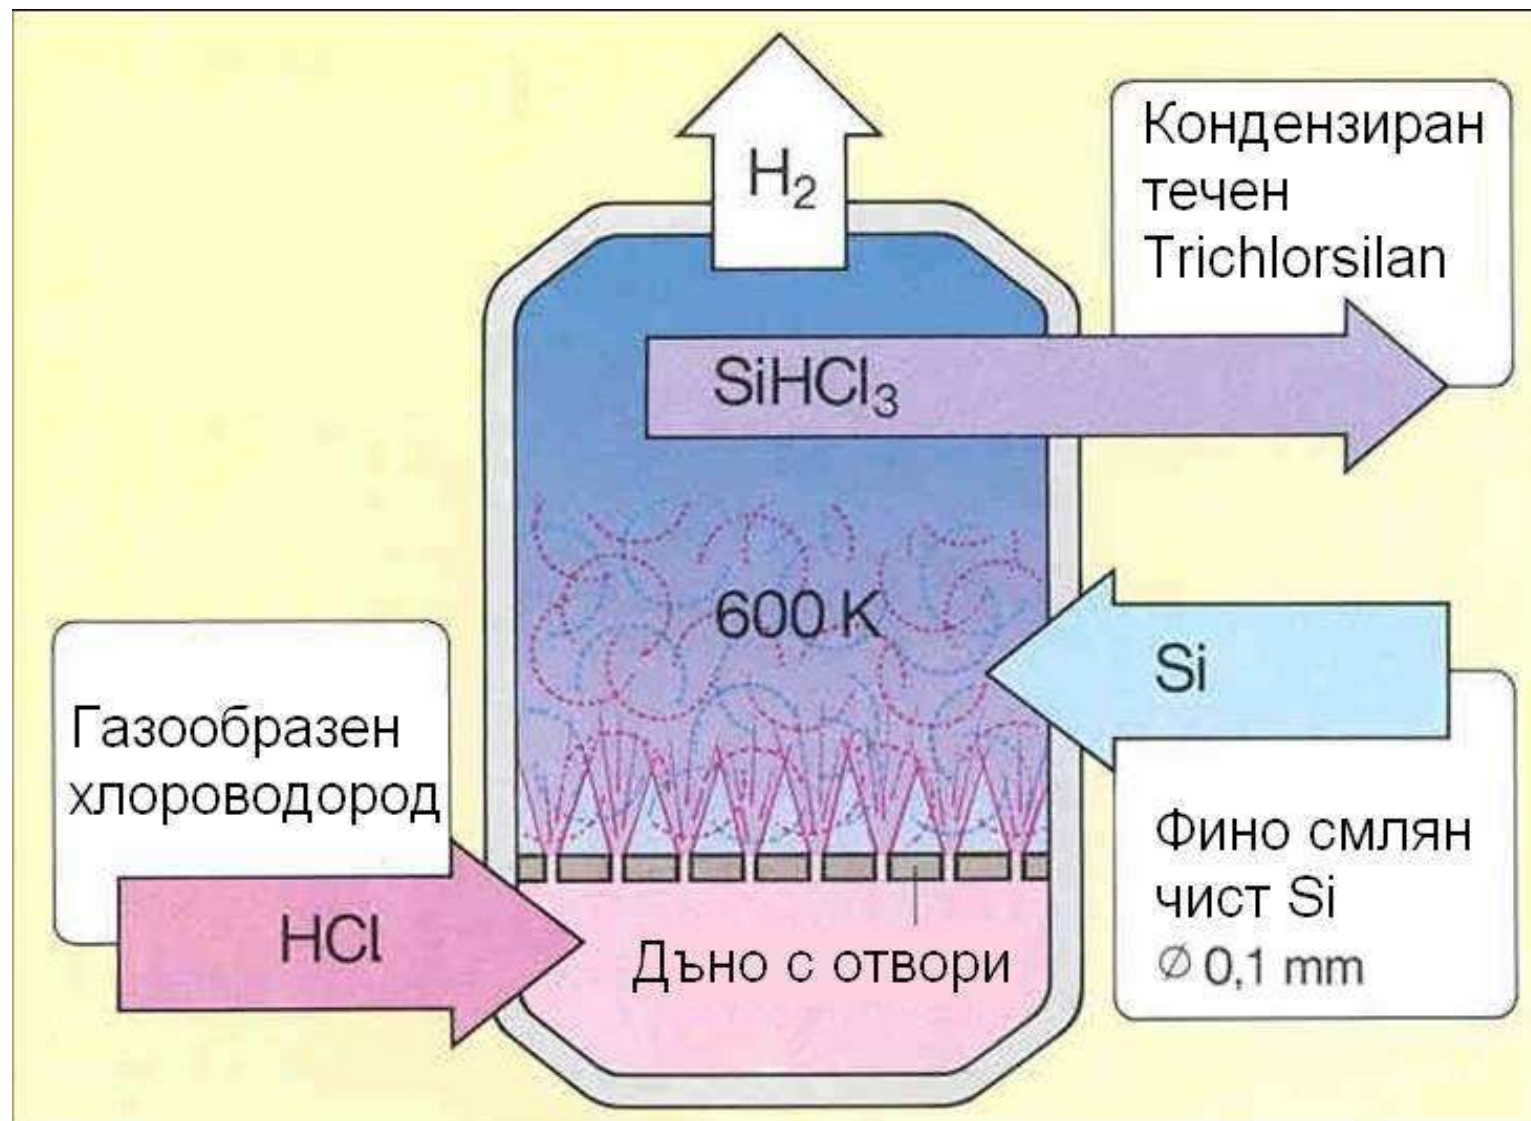 H₂
Кондензиран
течен
Trichlorsilan
SiHCl₃
600 K
Si
Газообразен
хлороводород
HCl
Фино смлян
чист Si
∅ 0,1 mm
Дъно с отвори